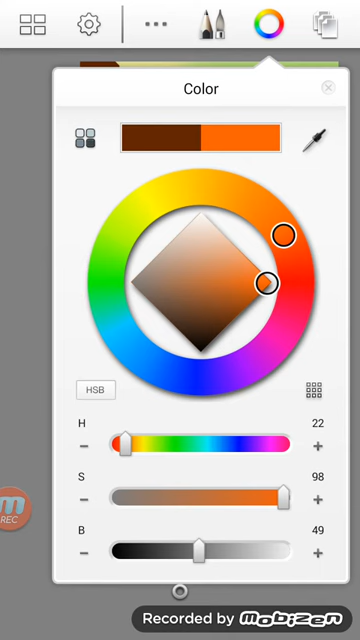 Color
HSB
H 22
S 98
B 49
REC
Recorded by Mobizen